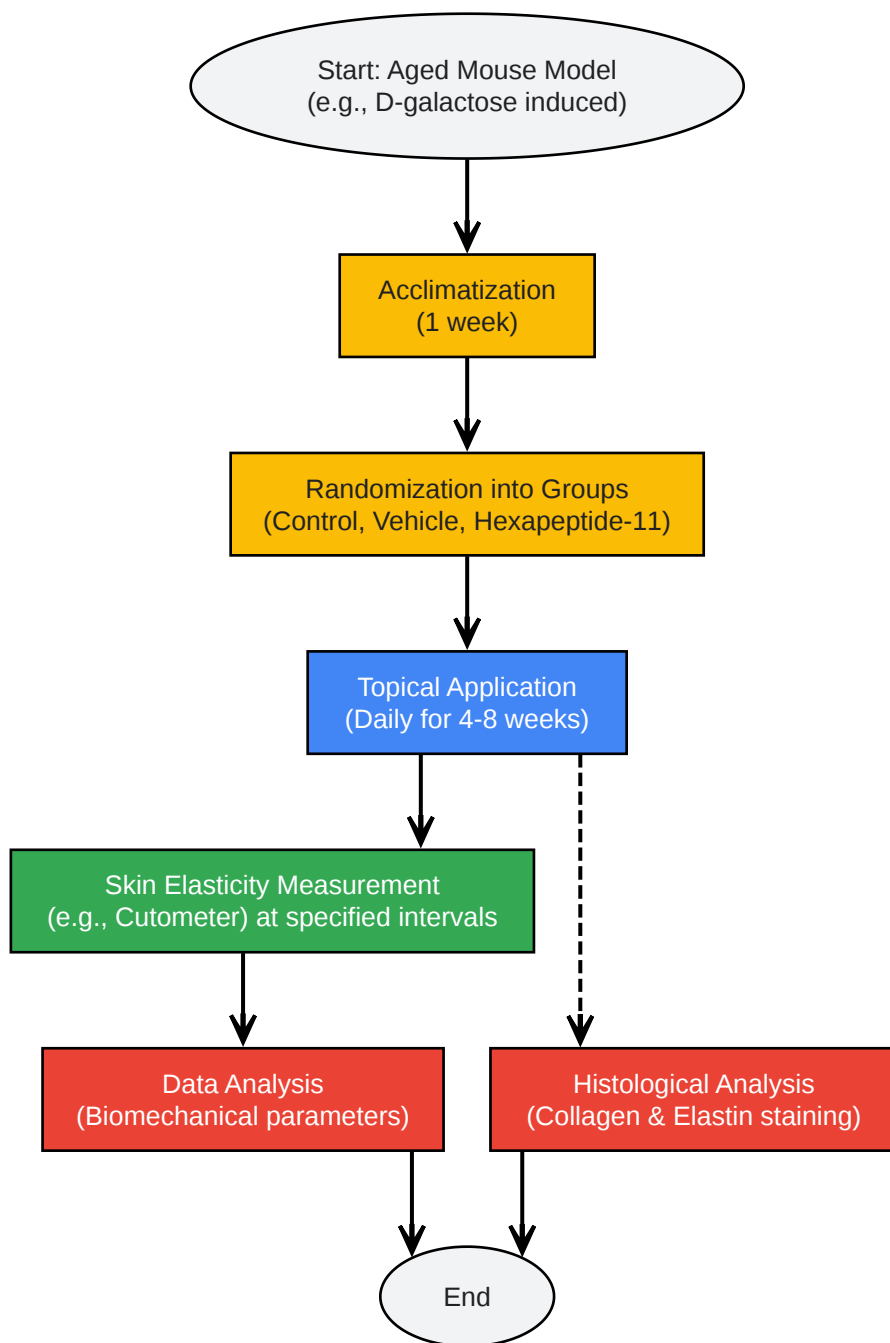 Start: Aged Mouse Model
(e.g., D-galactose induced)
Acclimatization
(1 week)
Randomization into Groups
(Control, Vehicle, Hexapeptide-11)
Topical Application
(Daily for 4-8 weeks)
Skin Elasticity Measurement
(e.g., Cutometer) at specified intervals
Data Analysis
(Biomechanical parameters)
Histological Analysis
(Collagen & Elastin staining)
End